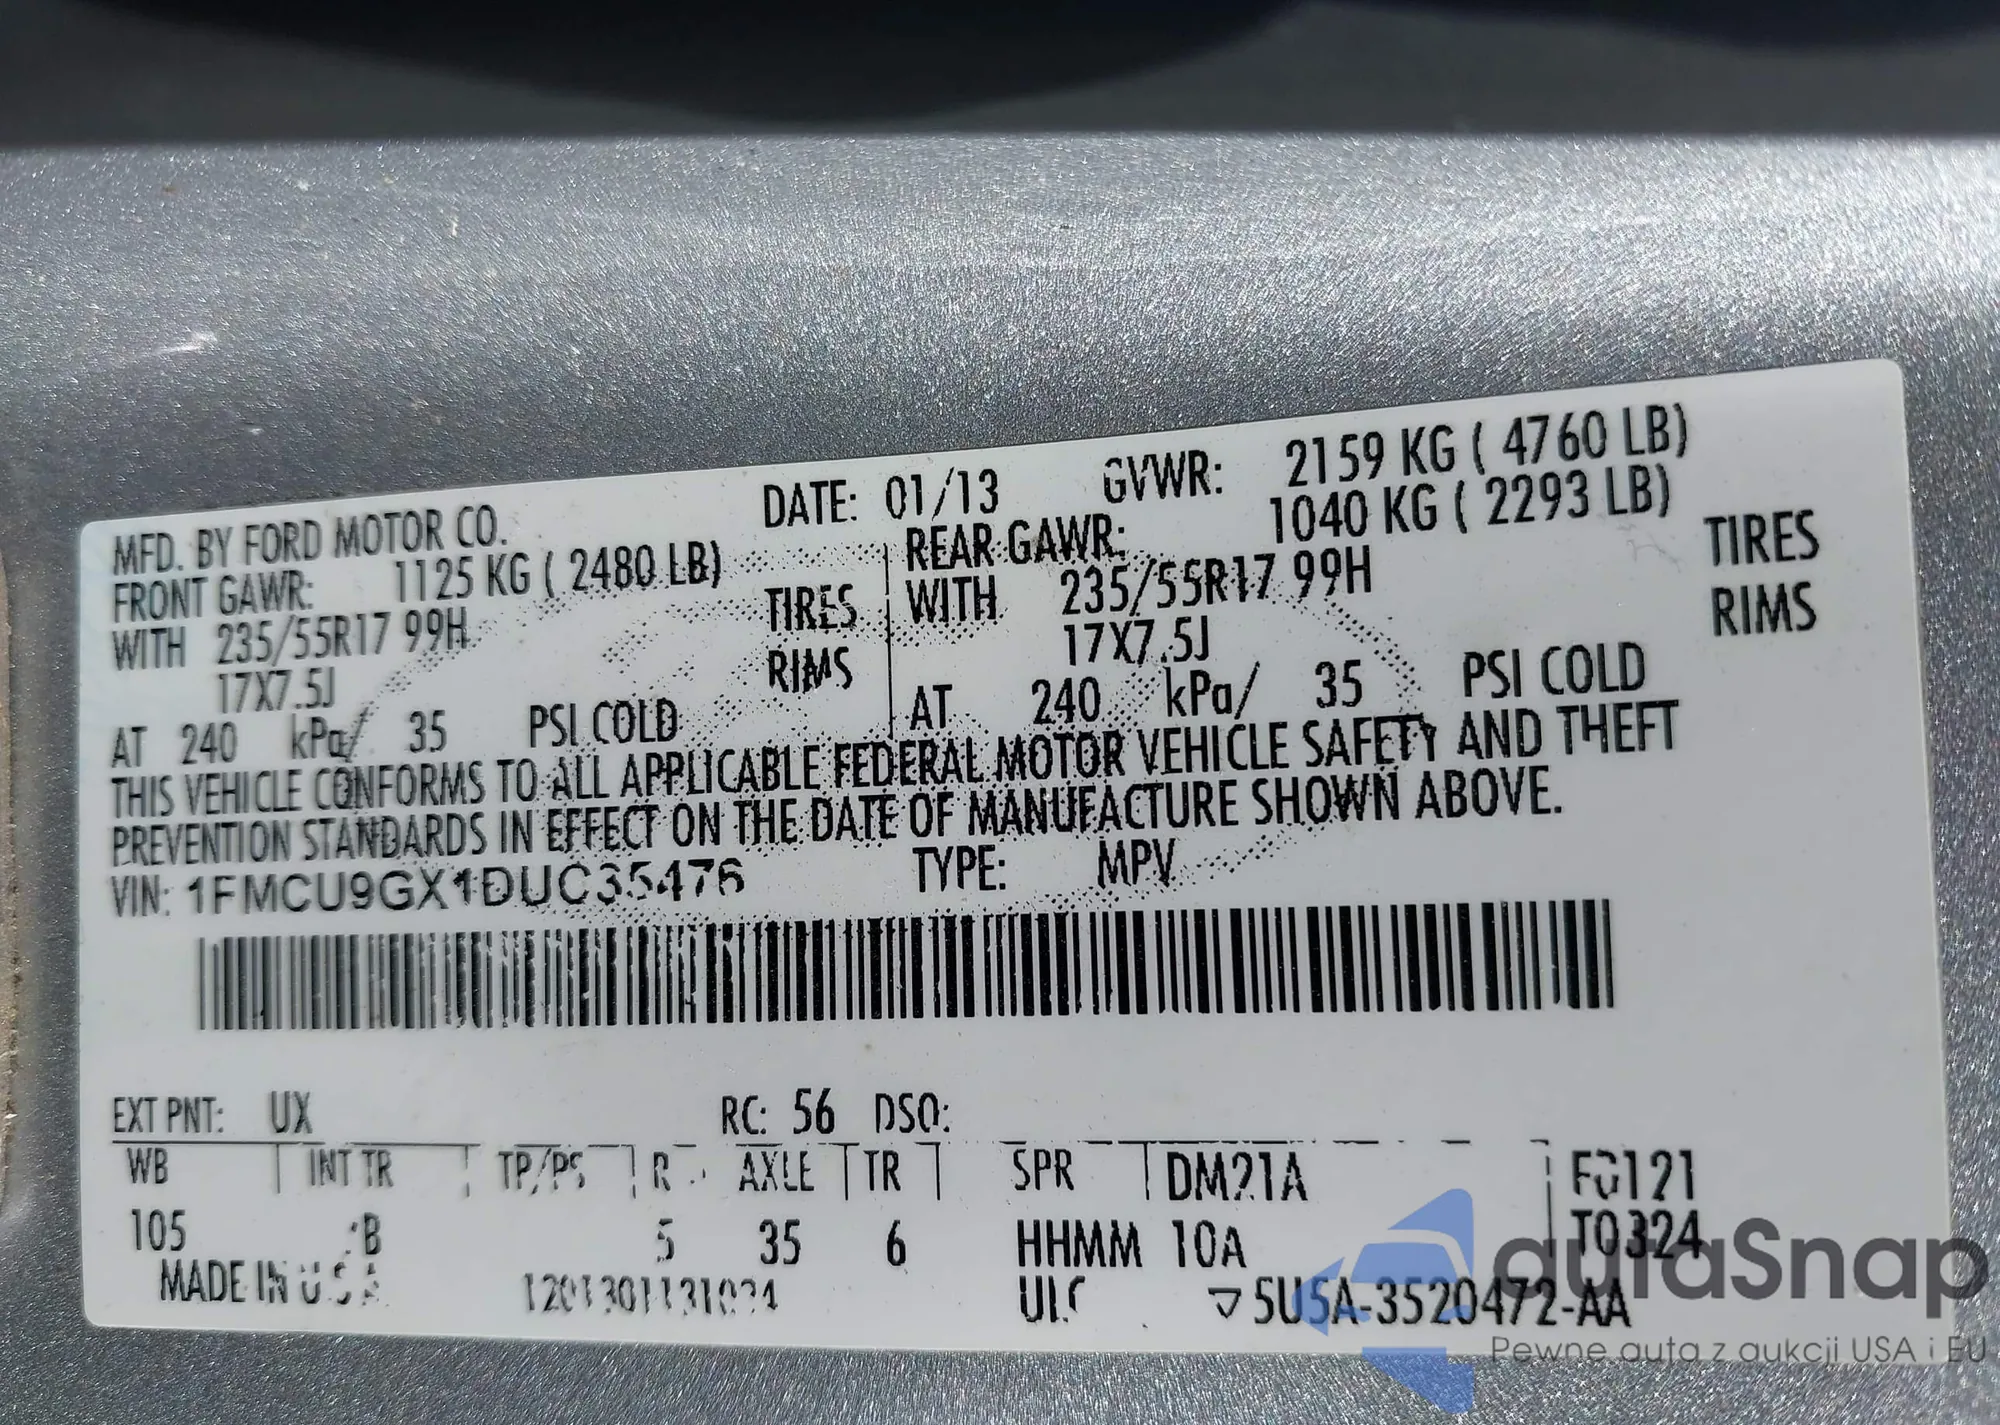 MFD. BY FORD MOTOR CO. DATE: 01/13 GVWR: 2159 KG ( 4760 LB)
FRONT GAWR: 1125 KG ( 2480 LB) REAR GAWR: 1040 KG ( 2293 LB)
WITH 235/55R17 99H TIRES WITH 235/55R17 99H TIRES
17X7.5J RIMS 17X7.5J RIMS
AT 240 kPa/ 35 PSI COLD AT 240 kPa/ 35 PSI COLD
THIS VEHICLE CONFORMS TO ALL APPLICABLE FEDERAL MOTOR VEHICLE SAFETY AND THEFT
PREVENTION STANDARDS IN EFFECT ON THE DATE OF MANUFACTURE SHOWN ABOVE.
VIN: 1FMCU9GX1DUC35476 TYPE: MPV
EXT PNT: UX RC: 56 DSO:
WB INT TR TP/PS R AXLE TR SPR DM21A F0121
105 B 5 35 6 HHMM 10A T0324
MADE IN U.S.A. ULC 5U5A-3520472-AA
autaSnap
Pewne auta z aukcji USA i EU